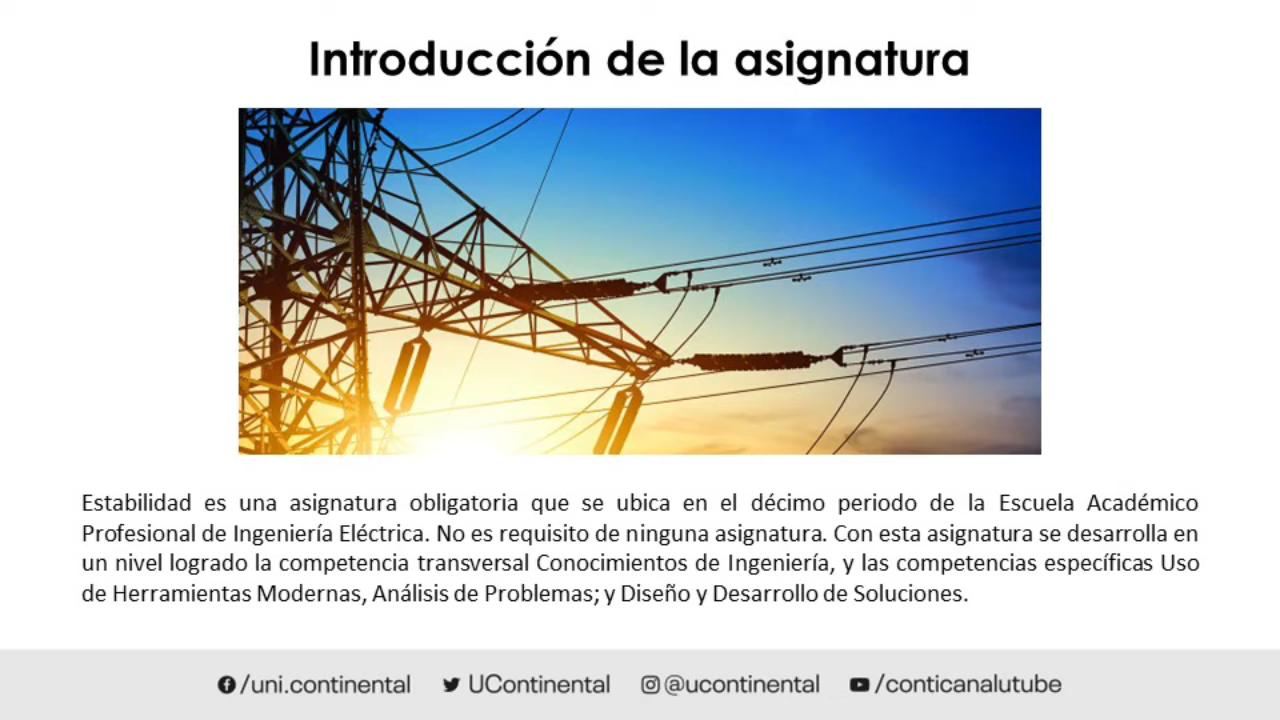 Introducción de la asignatura
Estabilidad es una asignatura obligatoria que se ubica en el décimo periodo de la Escuela Académico
Profesional de Ingeniería Eléctrica. No es requisito de ninguna asignatura. Con esta asignatura se desarrolla en
un nivel logrado la competencia transversal Conocimientos de Ingeniería, y las competencias específicas Uso
de Herramientas Modernas, Análisis de Problemas; y Diseño y Desarrollo de Soluciones.
/uni.continental UContinental @ucontinental /conticanalutube